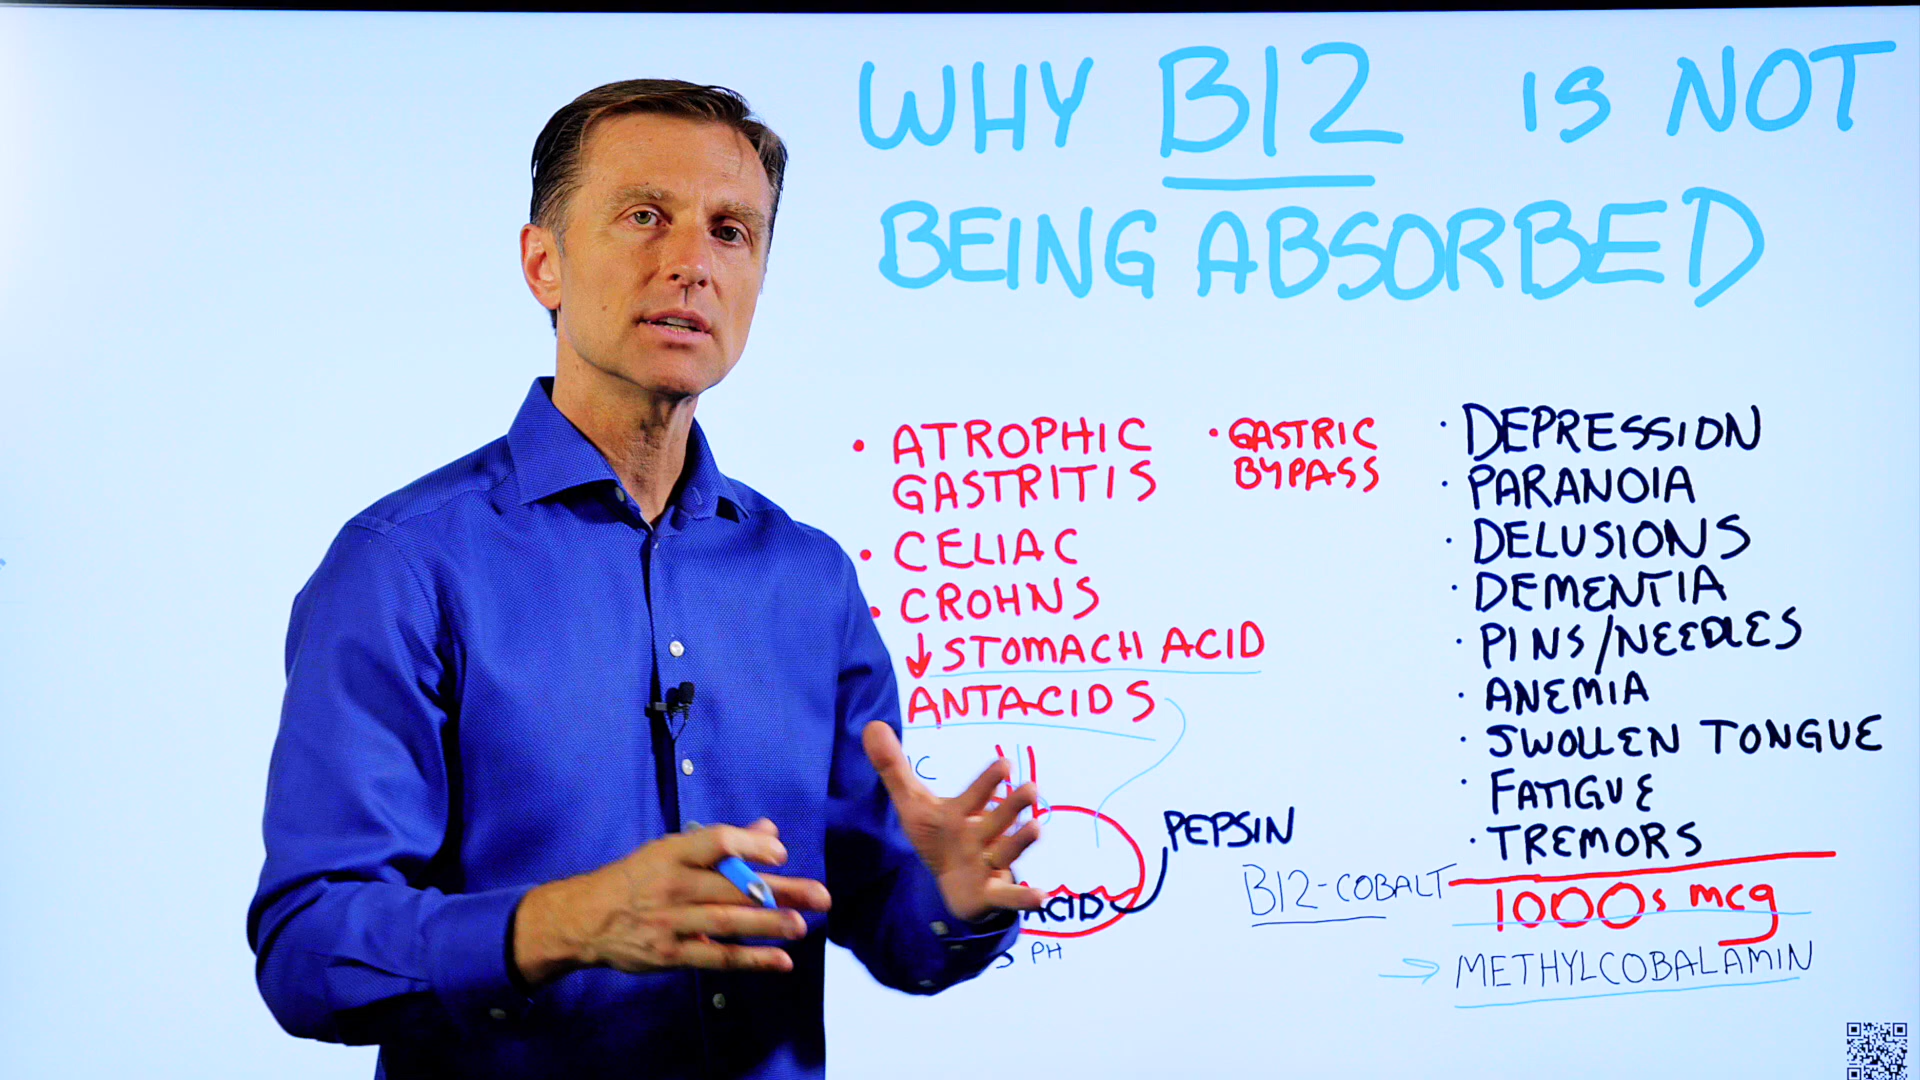 WHY B12 IS NOT
BEING ABSORBED
• ATROPHIC
GASTRITIS
• GASTRIC
BYPASS
• CELIAC
• CROHNS
↓ STOMACH ACID
ANTACIDS
PEPSIN
ACID
PH
• DEPRESSION
• PARANOIA
• DELUSIONS
• DEMENTIA
• PINS/NEEDLES
• ANEMIA
• SWOLLEN TONGUE
• FATIGUE
• TREMORS
B12-COBALT
1000s mcg
→ METHYLCOBALAMIN